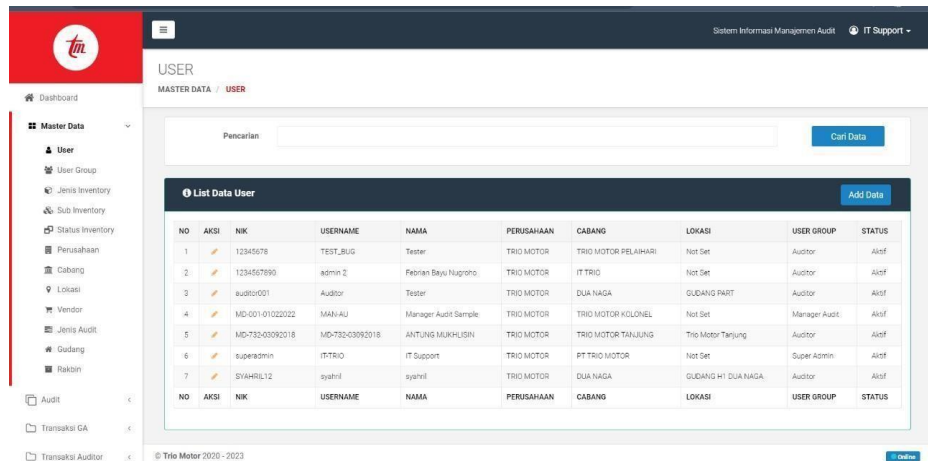 tm
Sistem Informasi Manajemen Audit IT Support
USER
MASTER DATA / USER
Dashboard
Master Data
User
User Group
Jenis Inventory
Sub Inventory
Status Inventory
Perusahaan
Cabang
Lokasi
Vendor
Jenis Audit
Gudang
Rakbin
Audit
Transaksi GA
Transaksi Auditor
Pencarian Cari Data
List Data User Add Data
NO AKSI NIK USERNAME NAMA PERUSAHAAN CABANG LOKASI USER GROUP STATUS
1 12345678 TEST_BUG Tester TRIO MOTOR TRIO MOTOR PELAIHARI Not Set Auditor Aktif
2 1234567890 admin 2 Febrian Bayu Nugroho TRIO MOTOR IT TRIO Not Set Auditor Aktif
3 auditor001 Auditor Tester TRIO MOTOR DUA NAGA GUDANG PART Auditor Aktif
4 MD-001-01022022 MAN-AU Manager Audit Sample TRIO MOTOR TRIO MOTOR KOLONEL Not Set Manager Audit Aktif
5 MD-732-03092018 MD-732-03092018 ANTUNG MUKHLISIN TRIO MOTOR TRIO MOTOR TANJUNG Trio Motor Tanjung Auditor Aktif
6 superadmin IT-TRIO IT Support TRIO MOTOR PT TRIO MOTOR Not Set Super Admin Aktif
7 SYAHRIL12 syahril syahril TRIO MOTOR DUA NAGA GUDANG H1 DUA NAGA Auditor Aktif
NO AKSI NIK USERNAME NAMA PERUSAHAAN CABANG LOKASI USER GROUP STATUS
© Trio Motor 2020 - 2023 Online